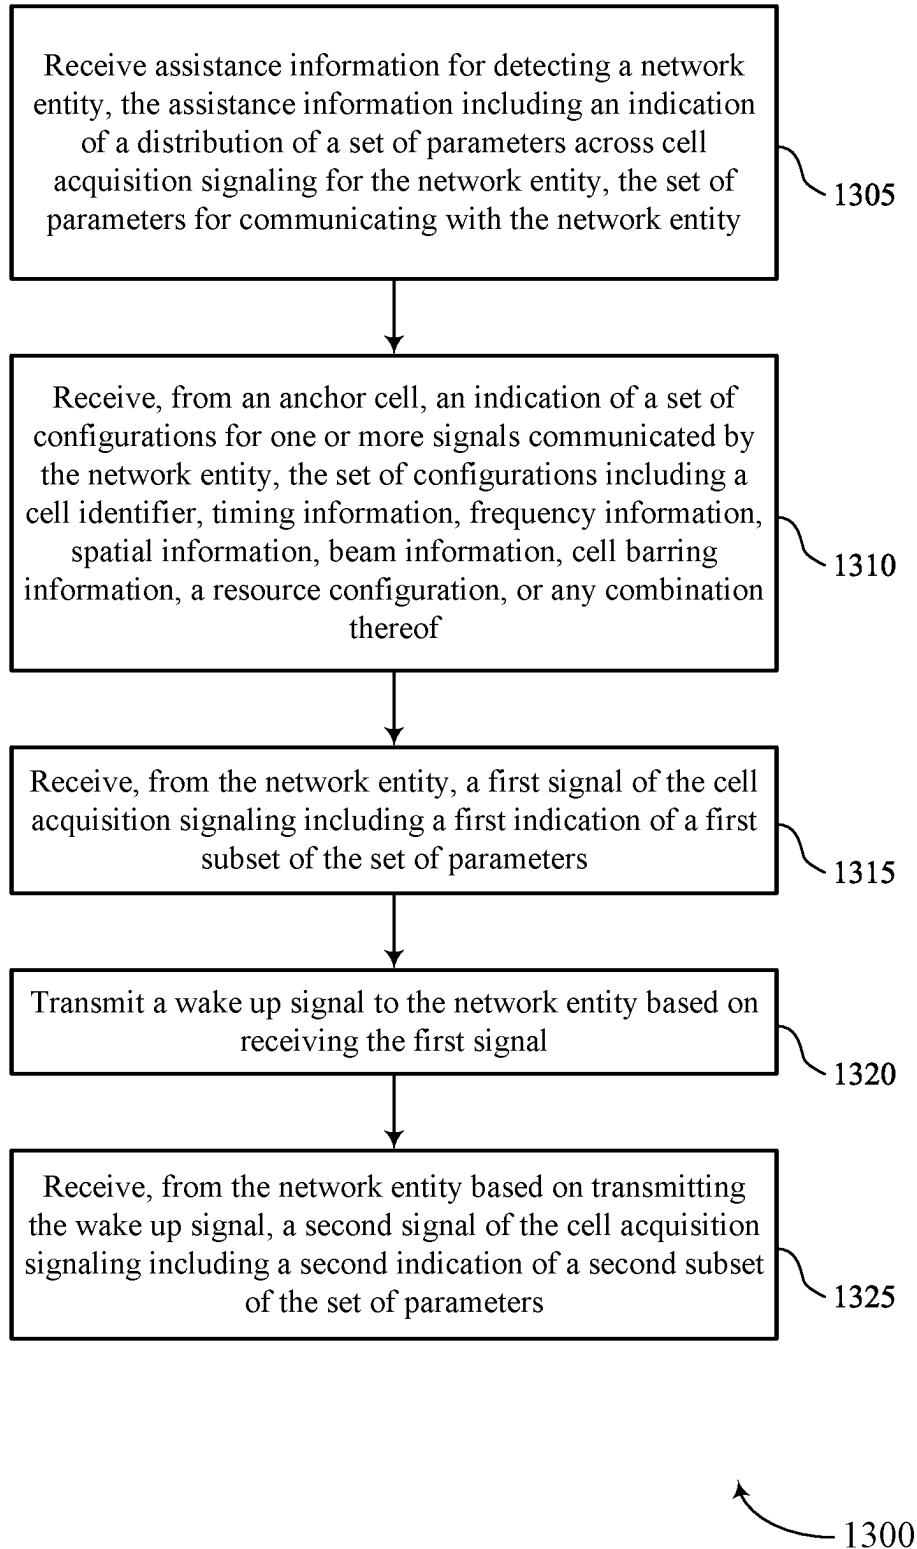 Receive assistance information for detecting a network
entity, the assistance information including an indication
of a distribution of a set of parameters across cell
acquisition signaling for the network entity, the set of
parameters for communicating with the network entity
1305
Receive, from an anchor cell, an indication of a set of
configurations for one or more signals communicated by
the network entity, the set of configurations including a
cell identifier, timing information, frequency information,
spatial information, beam information, cell barring
information, a resource configuration, or any combination
thereof
1310
Receive, from the network entity, a first signal of the cell
acquisition signaling including a first indication of a first
subset of the set of parameters
1315
Transmit a wake up signal to the network entity based on
receiving the first signal
1320
Receive, from the network entity based on transmitting
the wake up signal, a second signal of the cell acquisition
signaling including a second indication of a second subset
of the set of parameters
1325
1300